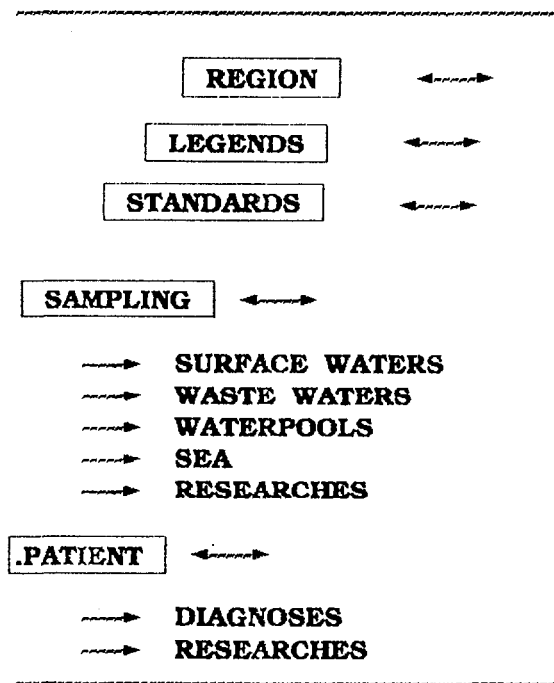 REGION
LEGENDS
STANDARDS
SAMPLING
SURFACE WATERS
WASTE WATERS
WATERPOOLS
SEA
RESEARCHES
.PATIENT
DIAGNOSES
RESEARCHES